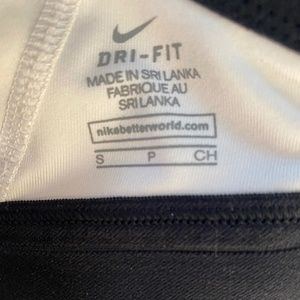 DRI-FIT
MADE IN SRI LANKA
FABRIQUE AU
SRI LANKA
nikebetterworld.com
S P CH